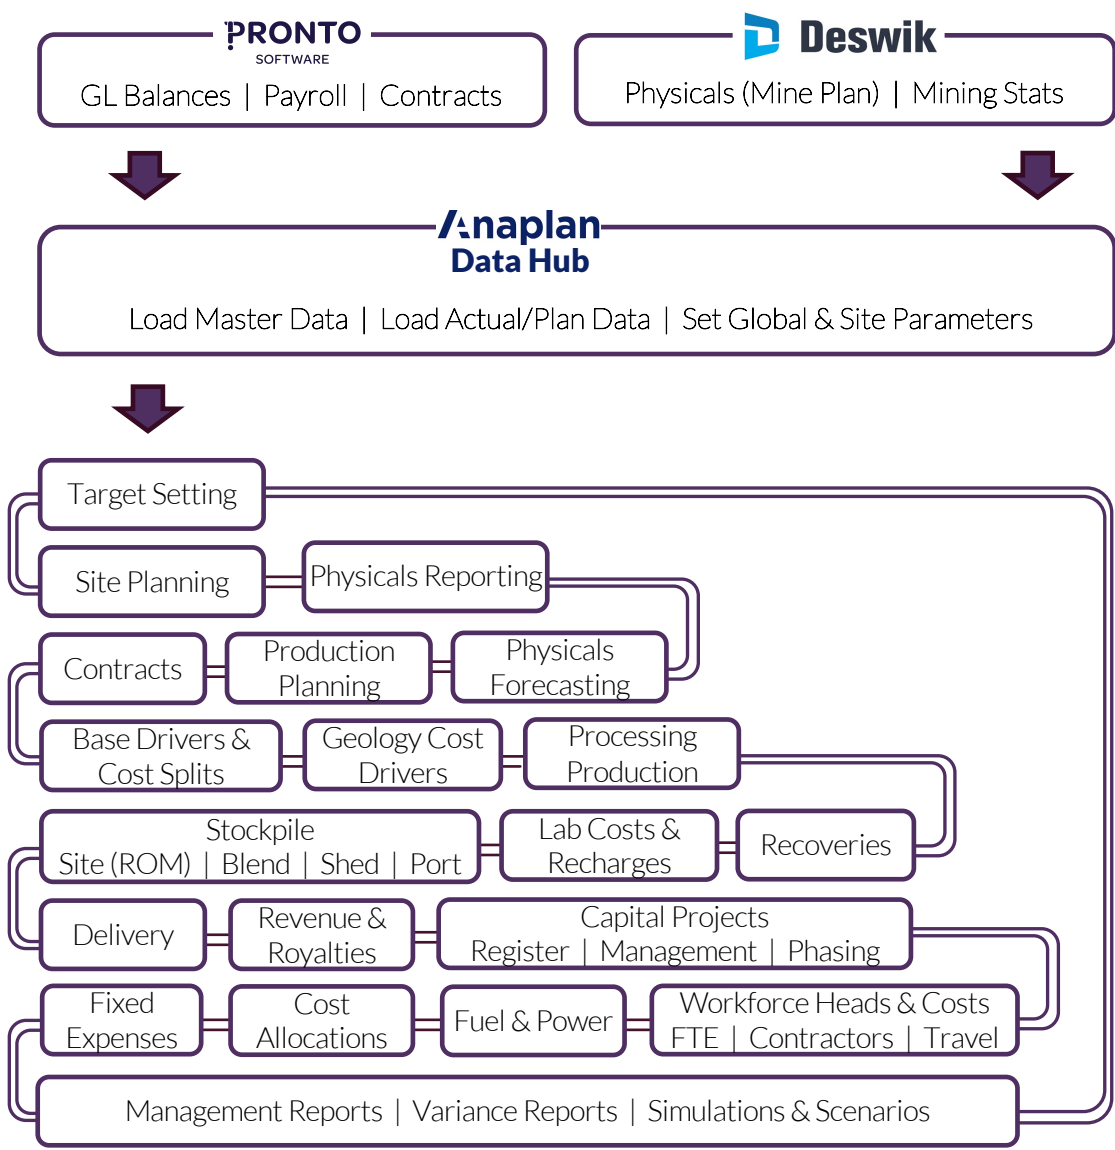 PRONTO
SOFTWARE
GL Balances | Payroll | Contracts
Deswik
Physicals (Mine Plan) | Mining Stats
Anaplan
Data Hub
Load Master Data | Load Actual/Plan Data | Set Global & Site Parameters
Target Setting
Site Planning
Physicals Reporting
Contracts
Production
Planning
Physicals
Forecasting
Base Drivers &
Cost Splits
Geology Cost
Drivers
Processing
Production
Stockpile
Site (ROM) | Blend | Shed | Port
Lab Costs &
Recharges
Recoveries
Delivery
Revenue &
Royalties
Capital Projects
Register | Management | Phasing
Fixed
Expenses
Cost
Allocations
Fuel & Power
Workforce Heads & Costs
FTE | Contractors | Travel
Management Reports | Variance Reports | Simulations & Scenarios